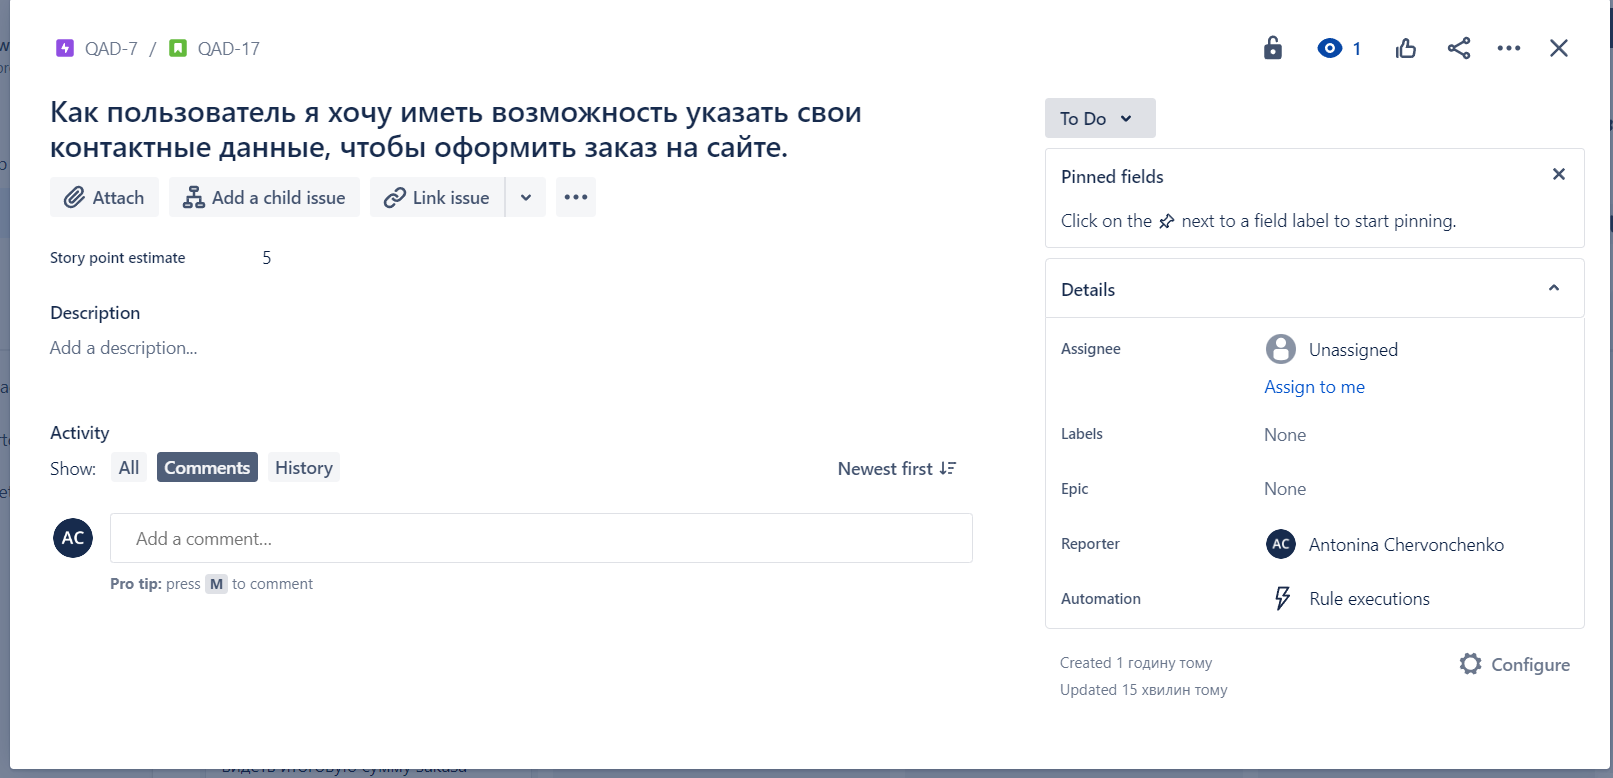 QAD-7 / QAD-17
1
Как пользователь я хочу иметь возможность указать свои
контактные данные, чтобы оформить заказ на сайте.
Attach
Add a child issue
Link issue
Story point estimate 5
Description
Add a description...
Activity
Show: All Comments History
Newest first
AC Add a comment...
Pro tip: press M to comment
To Do
Pinned fields
Click on the next to a field label to start pinning.
Details
Assignee Unassigned
Assign to me
Labels None
Epic None
Reporter AC Antonina Chervonchenko
Automation Rule executions
Created 1 годину тому
Updated 15 хвилин тому
Configure
видеть итоговую сумму заказа